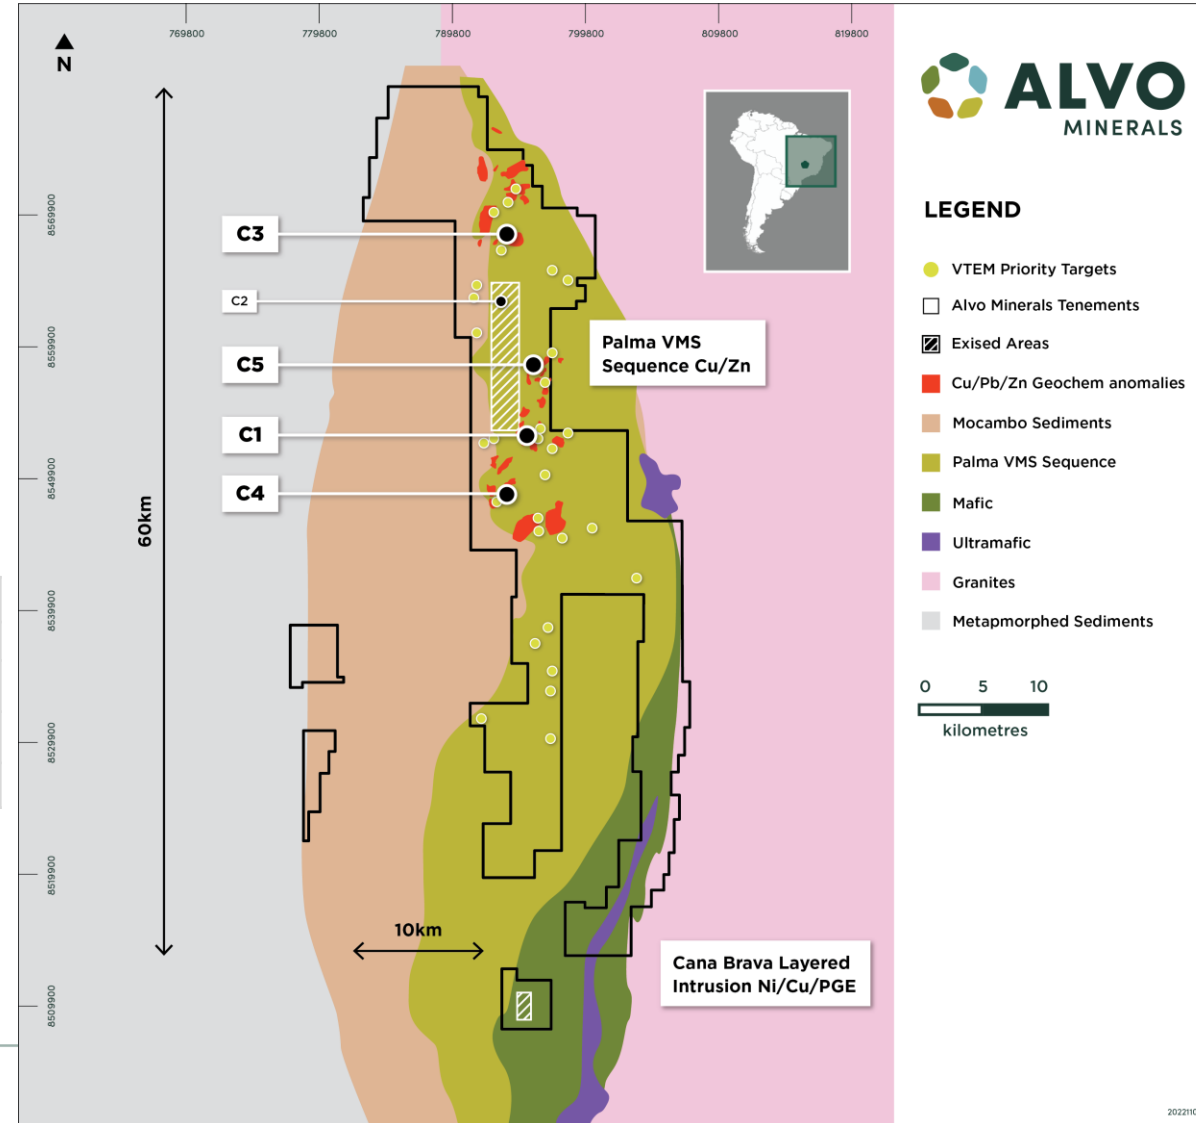 769800
779800
789800
799800
809800
819800
N
ALVO
MINERALS
LEGEND
VTEM Priority Targets
Alvo Minerals Tenements
Exised Areas
Cu/Pb/Zn Geochem anomalies
Mocambo Sediments
Palma VMS Sequence
Mafic
Ultramafic
Granites
Metapmorphed Sediments
0 5 10
kilometres
8569900
8559900
8549900
8539900
8529900
8519900
8509900
C3
C2
C5
C1
C4
Palma VMS
Sequence Cu/Zn
60km
10km
Cana Brava Layered
Intrusion Ni/Cu/PGE